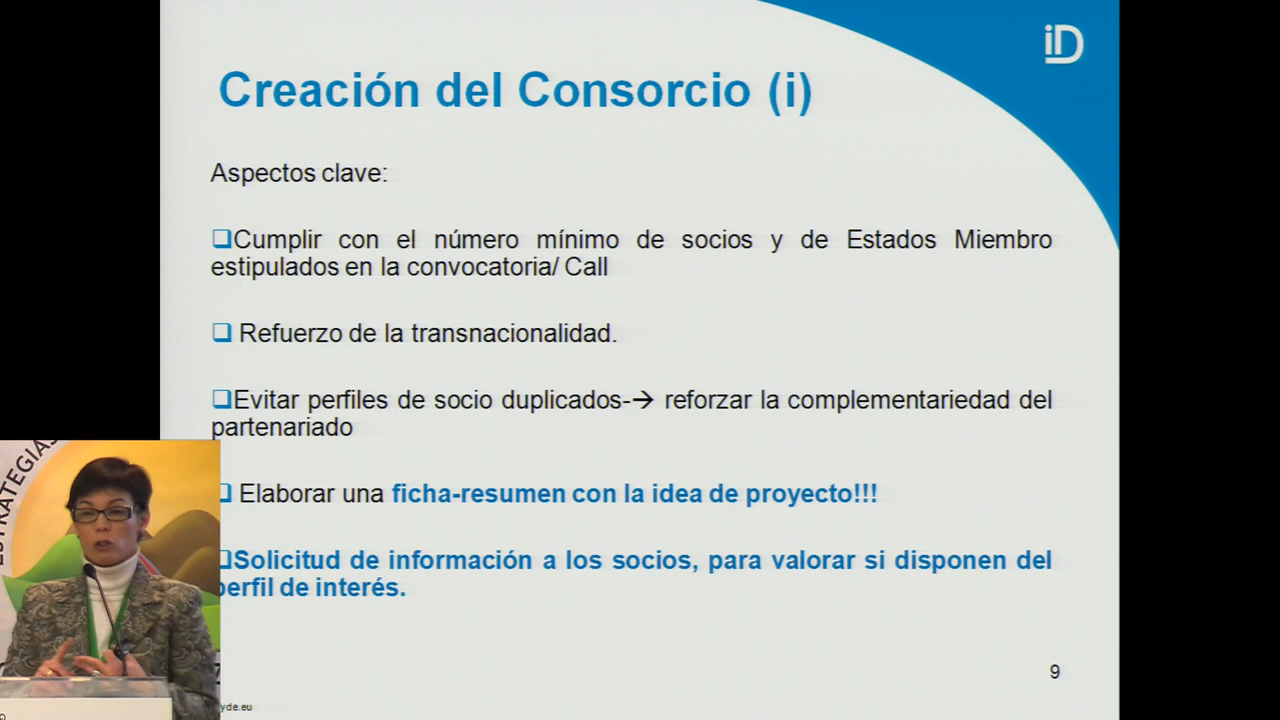 iD
Creación del Consorcio (i)
Aspectos clave:
❑Cumplir con el número mínimo de socios y de Estados Miembro
estipulados en la convocatoria/ Call
❑ Refuerzo de la transnacionalidad.
❑Evitar perfiles de socio duplicados-→ reforzar la complementariedad del
partenariado
❑ Elaborar una ficha-resumen con la idea de proyecto!!!
❑Solicitud de información a los socios, para valorar si disponen del
perfil de interés.
ESTRATEGIAS
9
yde.eu